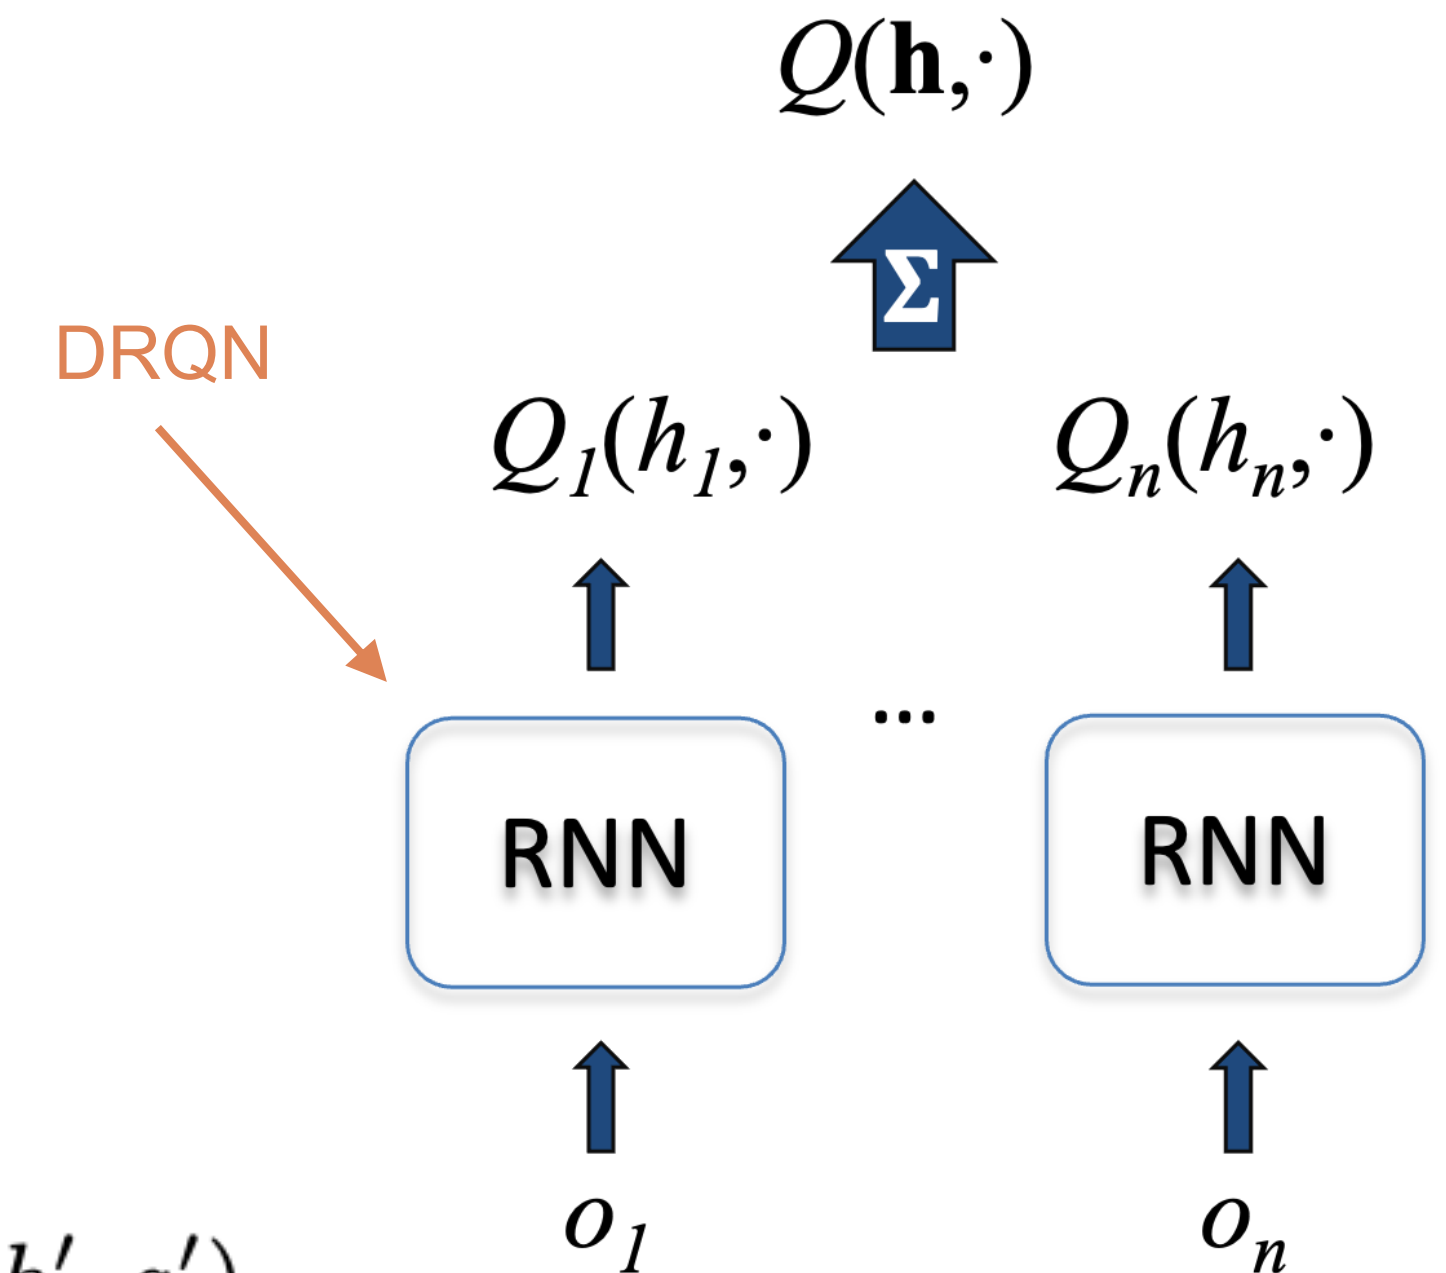 Q(h,·)
Σ
DRQN
Q₁(h₁,·) Qₙ(hₙ,·)
...
RNN RNN
o₁ oₙ
h′ a′)